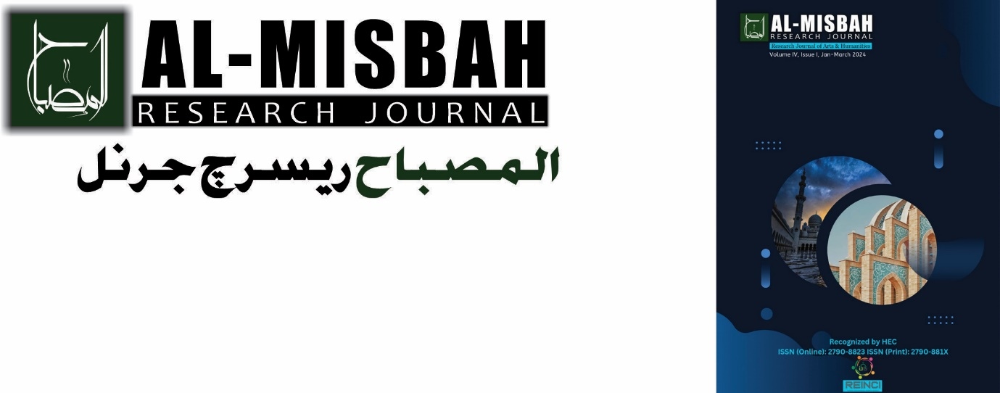 المصباح
AL-MISBAH
RESEARCH JOURNAL
المصباح ريسرچ جرنل
المصباح
AL-MISBAH
RESEARCH JOURNAL
Research Journal of Arts & Humanities
Volume IV, Issue I, Jan-March 2024
Recognized by HEC
ISSN (Online): 2790-8823 ISSN (Print): 2790-881X
REINCI